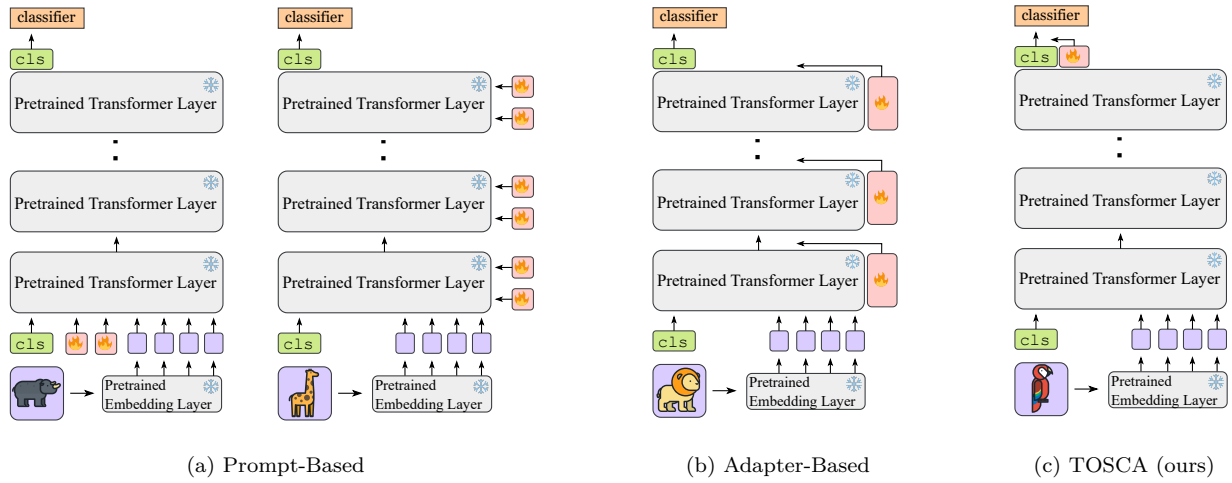 classifier
cls
Pretrained Transformer Layer
Pretrained Transformer Layer
Pretrained Transformer Layer
cls
Pretrained
Embedding Layer
classifier
cls
Pretrained Transformer Layer
Pretrained Transformer Layer
Pretrained Transformer Layer
cls
Pretrained
Embedding Layer
(a) Prompt-Based
classifier
cls
Pretrained Transformer Layer
Pretrained Transformer Layer
Pretrained Transformer Layer
cls
Pretrained
Embedding Layer
(b) Adapter-Based
classifier
cls
Pretrained Transformer Layer
Pretrained Transformer Layer
Pretrained Transformer Layer
cls
Pretrained
Embedding Layer
(c) TOSCA (ours)